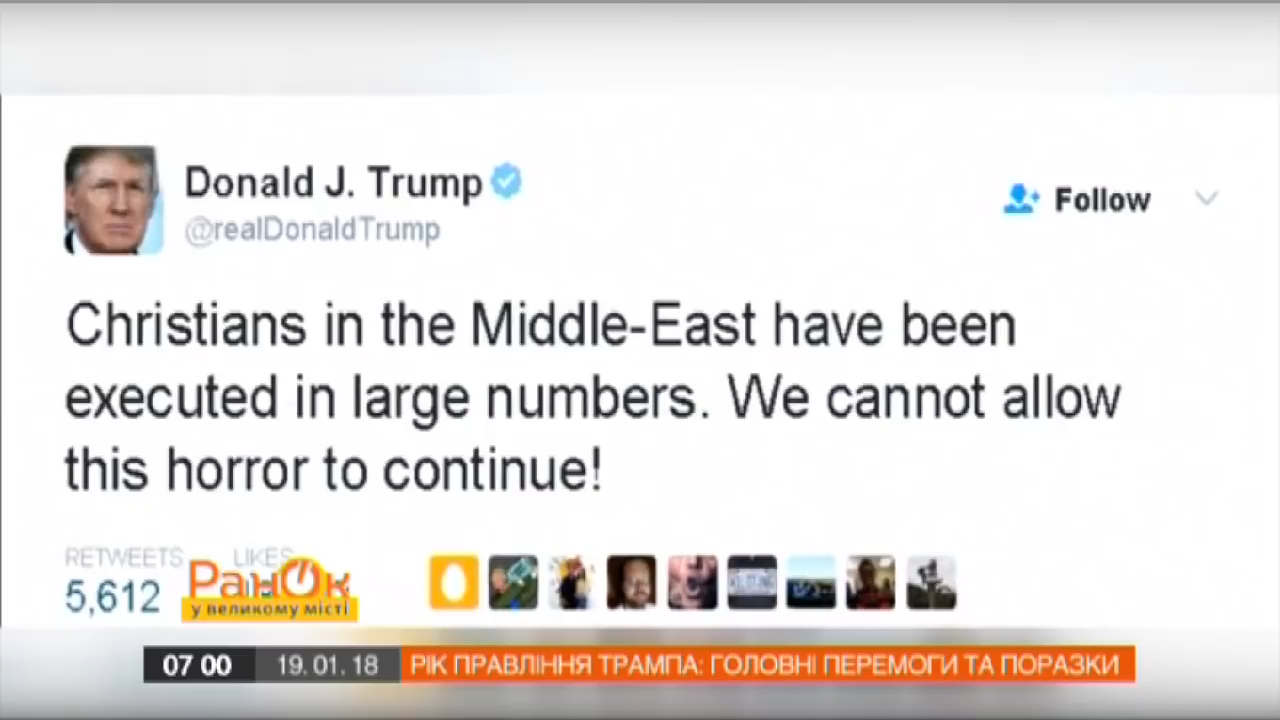 Donald J. Trump
@realDonaldTrump
Follow
Christians in the Middle-East have been
executed in large numbers. We cannot allow
this horror to continue!
RETWEETS LIKES
5,612
РанОк
у великому місті
07 00 19.01.18 РІК ПРАВЛІННЯ ТРАМПА: ГОЛОВНІ ПЕРЕМОГИ ТА ПОРАЗКИ